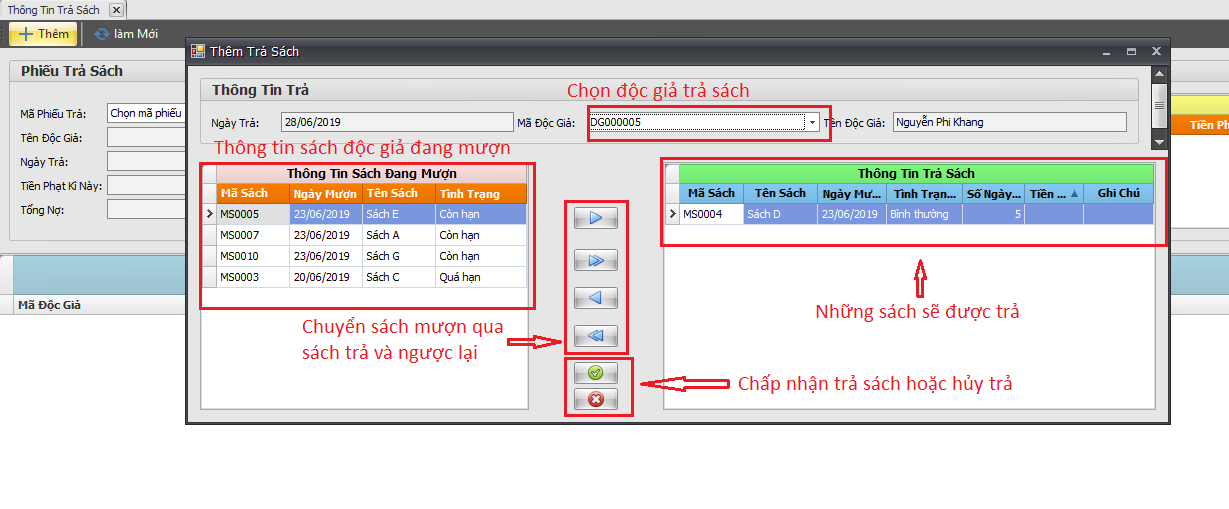 Thông Tin Trả Sách
Thêm
làm Mới
Phiếu Trả Sách
Mã Phiếu Trả:
Chọn mã phiếu
Tên Độc Giả:
Ngày Trả:
Tiền Phạt Kì Này:
Tổng Nợ:
Mã Độc Giả
Tiền Ph
Thêm Trả Sách
Thông Tin Trả
Chọn độc giả trả sách
Ngày Trả: 28/06/2019 Mã Độc Giả: DG000005 Tên Độc Giả: Nguyễn Phi Khang
Thông tin sách độc giả đang mượn
Thông Tin Sách Đang Mượn
Mã Sách Ngày Mượn Tên Sách Tình Trạng
MS0005 23/06/2019 Sách E Còn hạn
MS0007 23/06/2019 Sách A Còn hạn
MS0010 23/06/2019 Sách G Còn hạn
MS0003 20/06/2019 Sách C Quá hạn
Thông Tin Trả Sách
Mã Sách Tên Sách Ngày Mư... Tình Trạn... Số Ngày... Tiền ... Ghi Chú
MS0004 Sách D 23/06/2019 Bình thường 5
Những sách sẽ được trả
Chuyển sách mượn qua
sách trả và ngược lại
Chấp nhận trả sách hoặc hủy trả